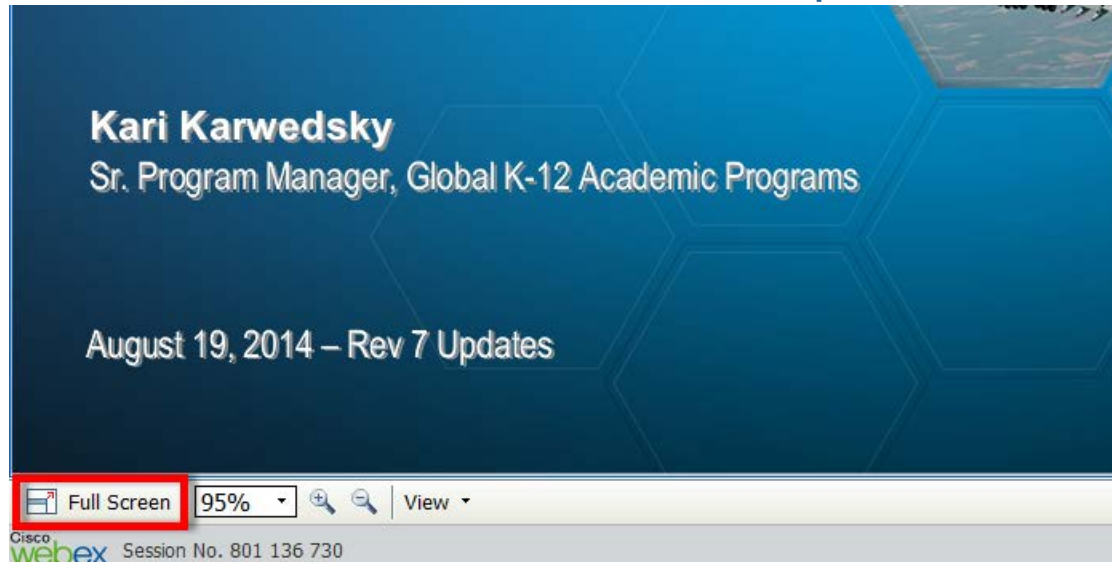 Kari Karwedsky
Sr. Program Manager, Global K-12 Academic Programs
August 19, 2014 – Rev 7 Updates
Full Screen 95% View
Cisco
webex Session No. 801 136 730